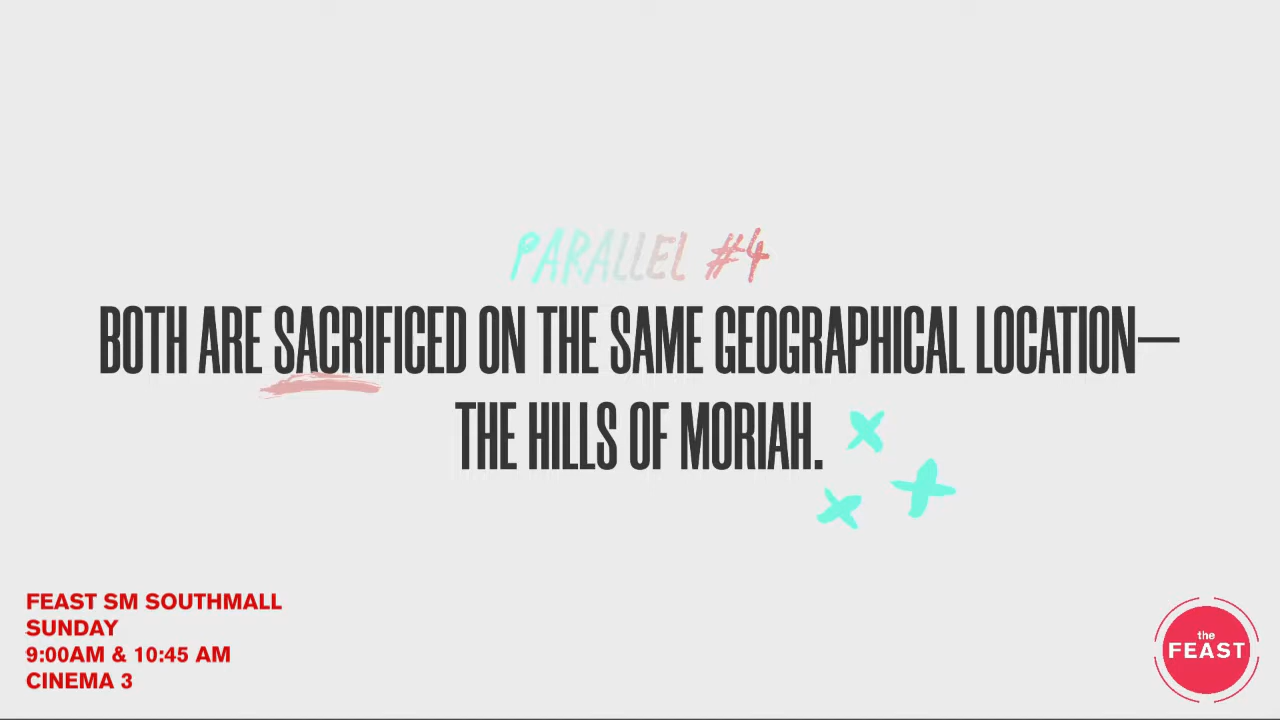 PARALLEL #4
BOTH ARE SACRIFICED ON THE SAME GEOGRAPHICAL LOCATION—
THE HILLS OF MORIAH.
FEAST SM SOUTHMALL
SUNDAY
9:00AM & 10:45 AM
CINEMA 3
the
FEAST